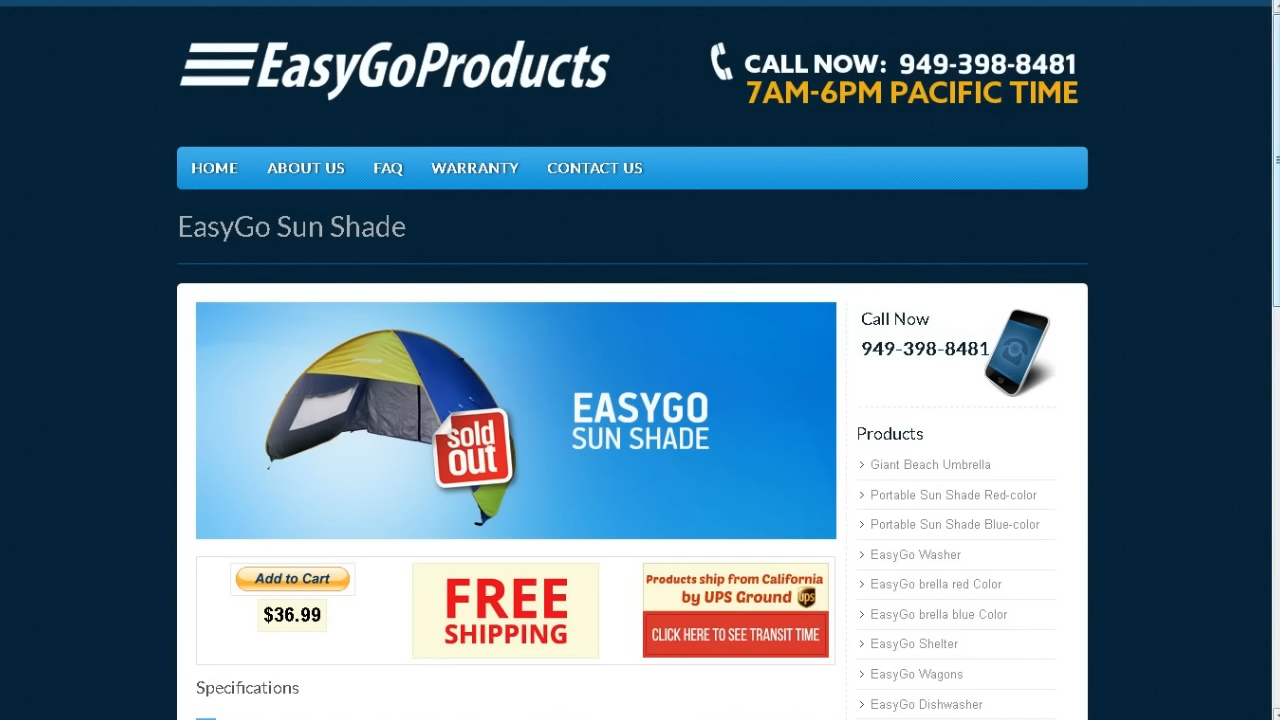 EasyGoProducts
CALL NOW: 949-398-8481
7AM-6PM PACIFIC TIME
HOME ABOUT US FAQ WARRANTY CONTACT US
EasyGo Sun Shade
sold
out
EASYGO
SUN SHADE
Add to Cart
$36.99
FREE
SHIPPING
Products ship from California
by UPS Ground ups
CLICK HERE TO SEE TRANSIT TIME
Specifications
Call Now
949-398-8481
Products
Giant Beach Umbrella
Portable Sun Shade Red-color
Portable Sun Shade Blue-color
EasyGo Washer
EasyGo brella red Color
EasyGo brella blue Color
EasyGo Shelter
EasyGo Wagons
EasyGo Dishwasher